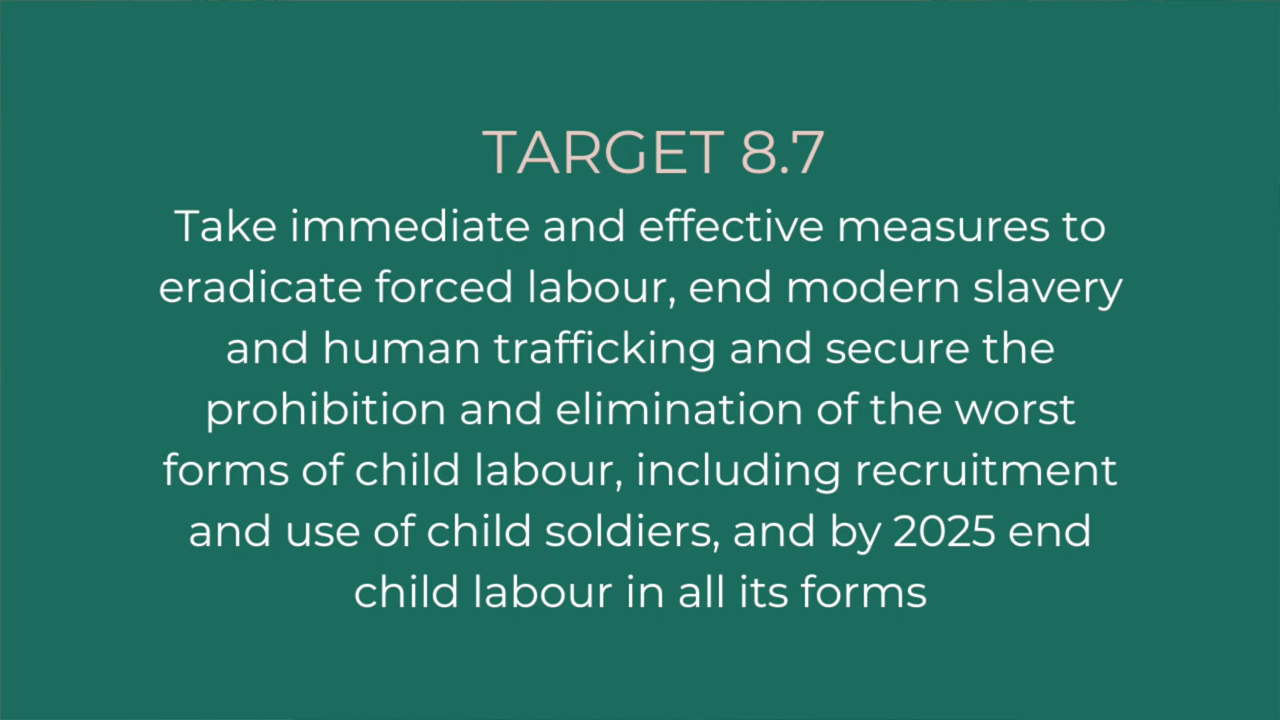 TARGET 8.7
Take immediate and effective measures to
eradicate forced labour, end modern slavery
and human trafficking and secure the
prohibition and elimination of the worst
forms of child labour, including recruitment
and use of child soldiers, and by 2025 end
child labour in all its forms